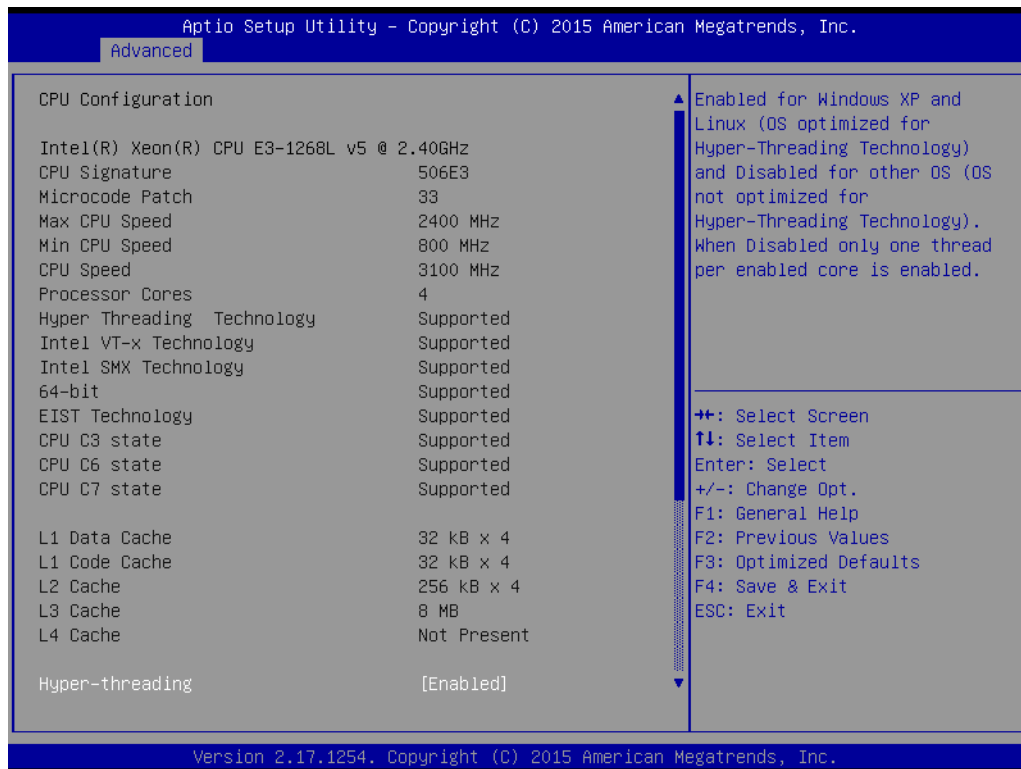 Aptio Setup Utility – Copyright (C) 2015 American Megatrends, Inc.
Advanced
CPU Configuration
Intel(R) Xeon(R) CPU E3-1268L v5 @ 2.40GHz
CPU Signature 506E3
Microcode Patch 33
Max CPU Speed 2400 MHz
Min CPU Speed 800 MHz
CPU Speed 3100 MHz
Processor Cores 4
Hyper Threading Technology Supported
Intel VT-x Technology Supported
Intel SMX Technology Supported
64-bit Supported
EIST Technology Supported
CPU C3 state Supported
CPU C6 state Supported
CPU C7 state Supported
L1 Data Cache 32 kB x 4
L1 Code Cache 32 kB x 4
L2 Cache 256 kB x 4
L3 Cache 8 MB
L4 Cache Not Present
Hyper-threading [Enabled]
Enabled for Windows XP and
Linux (OS optimized for
Hyper-Threading Technology)
and Disabled for other OS (OS
not optimized for
Hyper-Threading Technology).
When Disabled only one thread
per enabled core is enabled.
→←: Select Screen
↑↓: Select Item
Enter: Select
+/-: Change Opt.
F1: General Help
F2: Previous Values
F3: Optimized Defaults
F4: Save & Exit
ESC: Exit
Version 2.17.1254. Copyright (C) 2015 American Megatrends, Inc.